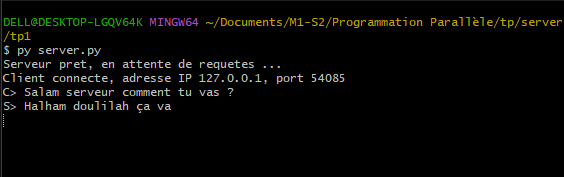 DELL@DESKTOP-LGQV64K MINGW64 ~/Documents/M1-S2/Programmation Parallèle/tp/server
/tp1
$ py server.py
Serveur pret, en attente de requetes ...
Client connecte, adresse IP 127.0.0.1, port 54085
C> Salam serveur comment tu vas ?
S> Halham doulilah ça va